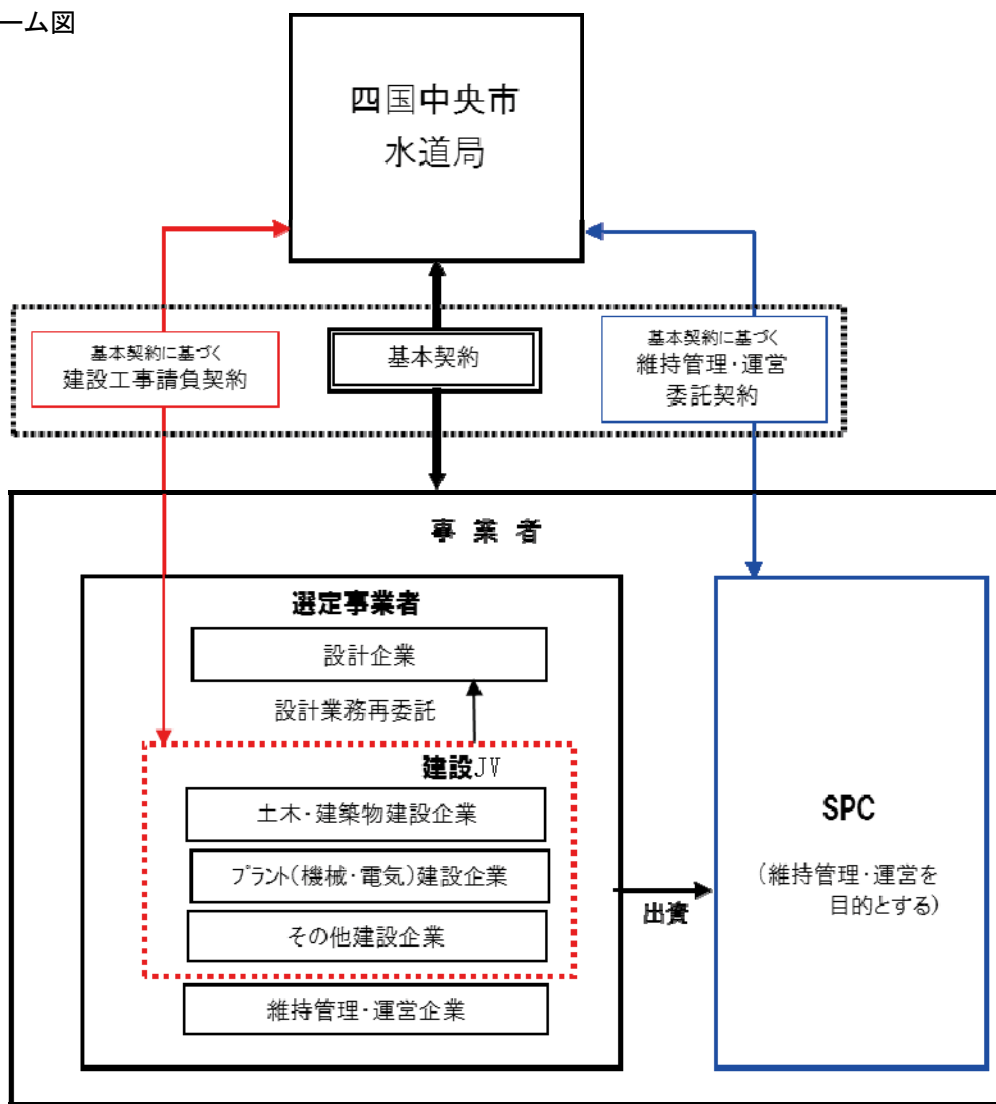 ーム図
四国中央市
水道局
基本契約に基づく
建設工事請負契約
基本契約
基本契約に基づく
維持管理・運営
委託契約
事業者
選定事業者
設計企業
設計業務再委託
建設JV
土木・建築物建設企業
プラント(機械・電気)建設企業
その他建設企業
維持管理・運営企業
出資
SPC
(維持管理・運営を
目的とする)